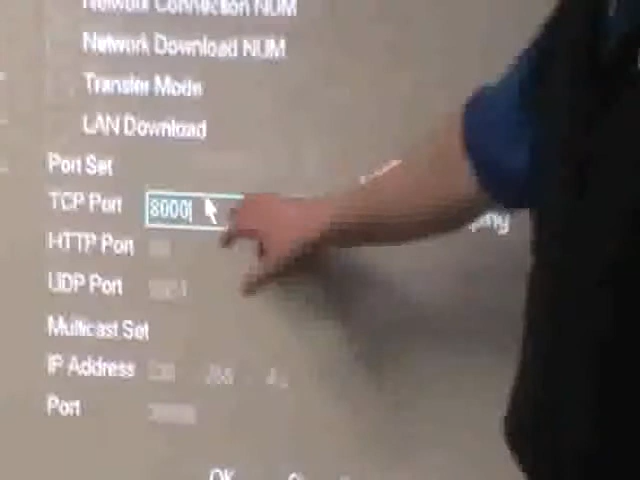 Network Connection NUM
Network Download NUM
Transfer Mode
LAN Download
Port Set
TCP Port 8000
HTTP Port
UDP Port
Multicast Set
IP Address
Port
OK